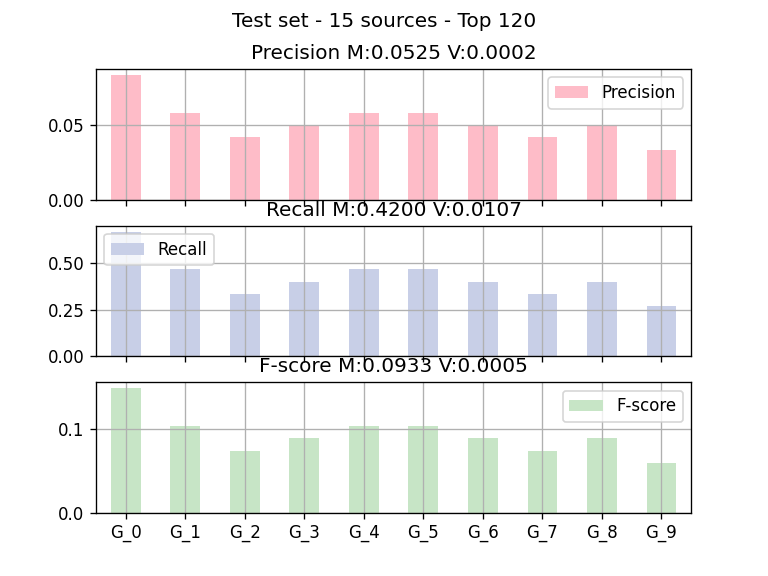 Test set - 15 sources - Top 120
Precision M:0.0525 V:0.0002
Precision
0.05
0.00
Recall M:0.4200 V:0.0107
Recall
0.50
0.25
0.00
F-score M:0.0933 V:0.0005
F-score
0.1
0.0
G_0 G_1 G_2 G_3 G_4 G_5 G_6 G_7 G_8 G_9